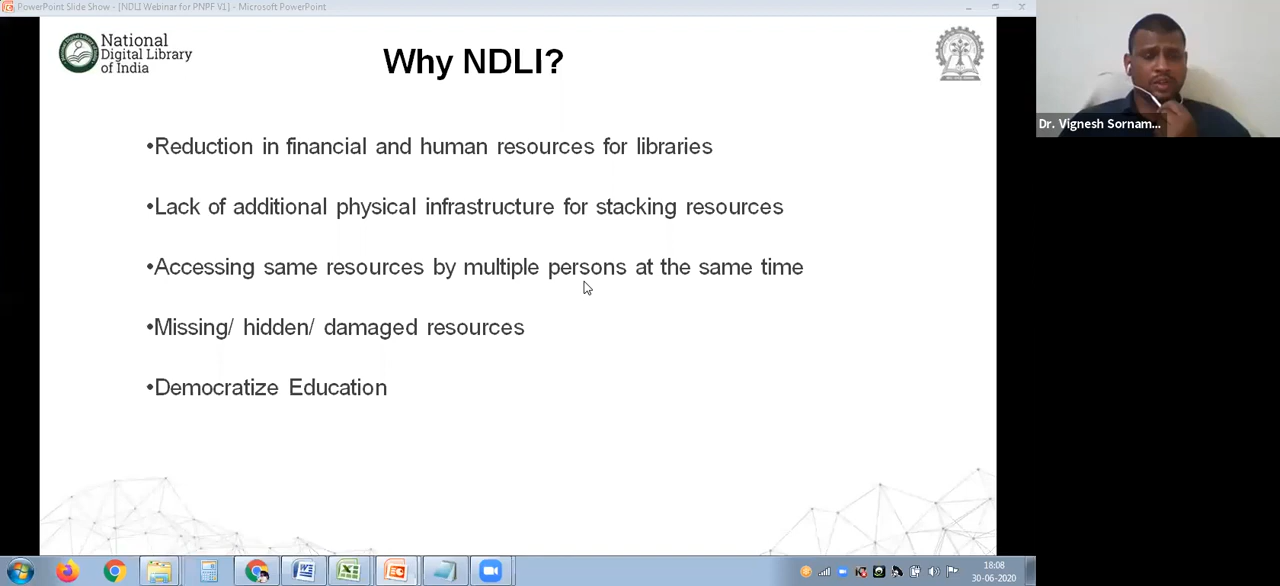 PowerPoint Slide Show - [NDLI Webinar for PNPF V1] - Microsoft PowerPoint
National
Digital Library
of India
Why NDLI?
•Reduction in financial and human resources for libraries
•Lack of additional physical infrastructure for stacking resources
•Accessing same resources by multiple persons at the same time
•Missing/ hidden/ damaged resources
•Democratize Education
Dr. Vignesh Sornam...
18:08
30-06-2020